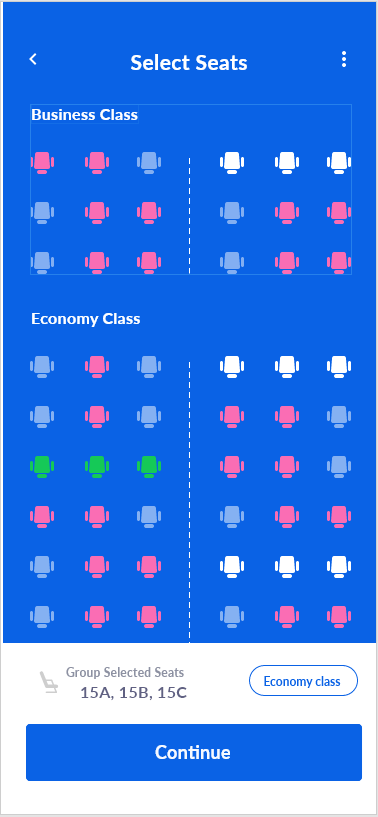 Select Seats
Business Class
Economy Class
Group Selected Seats
15A, 15B, 15C
Economy class
Continue